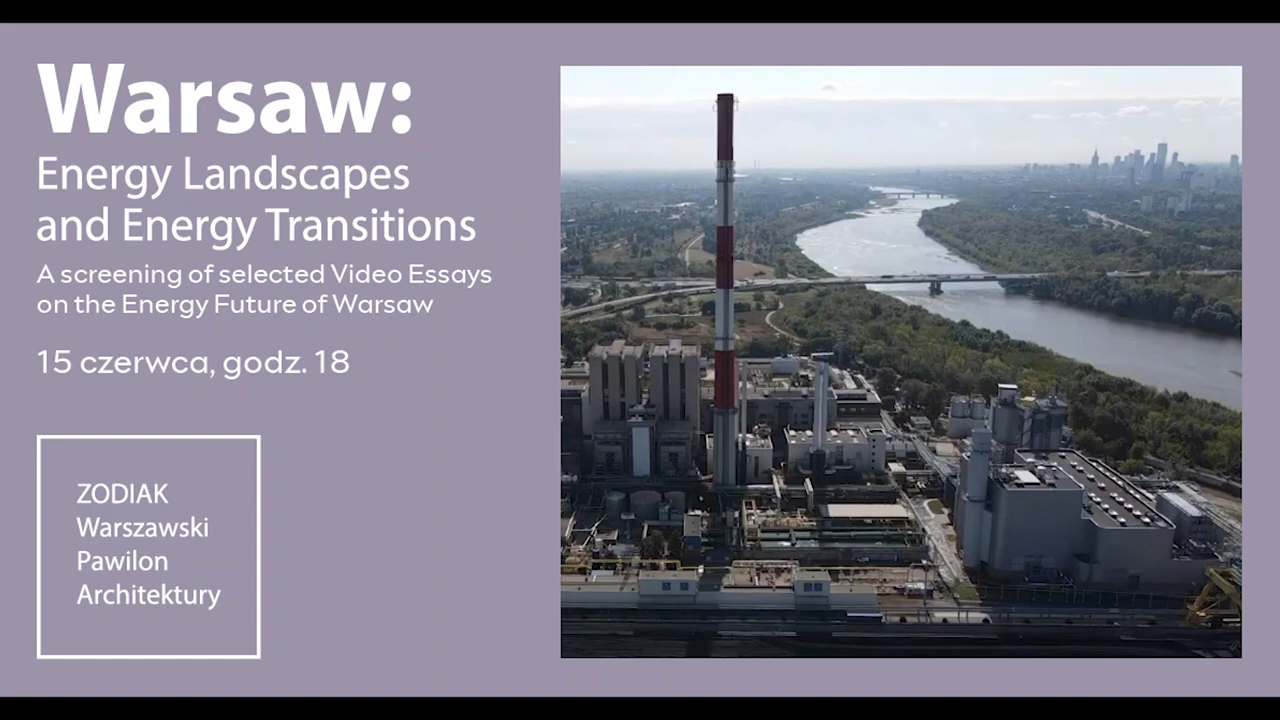 Warsaw:
Energy Landscapes
and Energy Transitions
A screening of selected Video Essays
on the Energy Future of Warsaw
15 czerwca, godz. 18
ZODIAK
Warszawski
Pawilon
Architektury